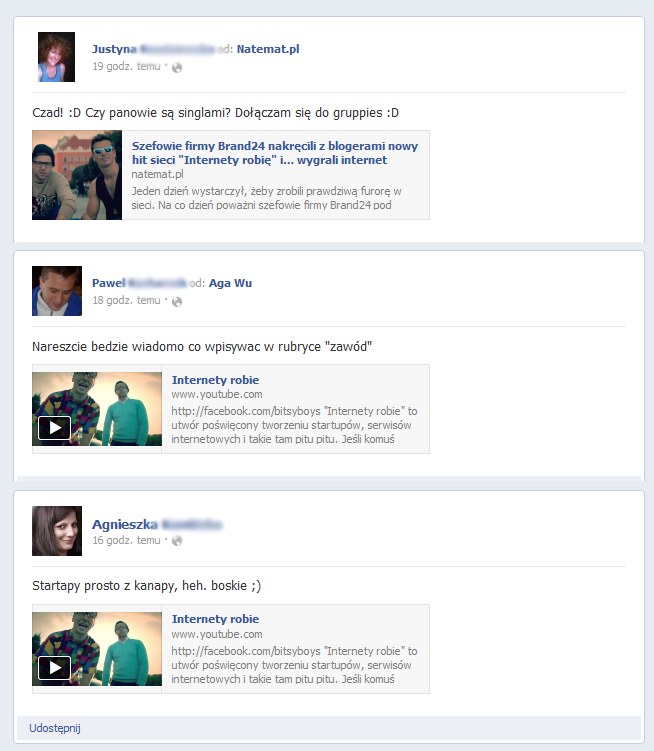 Justyna od: Natemat.pl
19 godz. temu ·
Czad! :D Czy panowie są singlami? Dołączam się do gruppies :D
Szefowie firmy Brand24 nakręcili z blogerami nowy
hit sieci "Internety robię" i... wygrali internet
natemat.pl
Jeden dzień wystarczył, żeby zrobili prawdziwą furorę w
sieci. Na co dzień poważni szefowie firmy Brand24 pod
Paweł od: Aga Wu
18 godz. temu ·
Nareszcie bedzie wiadomo co wpisywac w rubryce "zawód"
Internety robie
www.youtube.com
http://facebook.com/bitsyboys "Internety robie" to
utwór poświęcony tworzeniu startupów, serwisów
internetowych i takie tam pitu pitu. Jeśli komuś
Agnieszka
16 godz. temu ·
Startapy prosto z kanapy, heh. boskie ;)
Internety robie
www.youtube.com
http://facebook.com/bitsyboys "Internety robie" to
utwór poświęcony tworzeniu startupów, serwisów
internetowych i takie tam pitu pitu. Jeśli komuś
Udostępnij